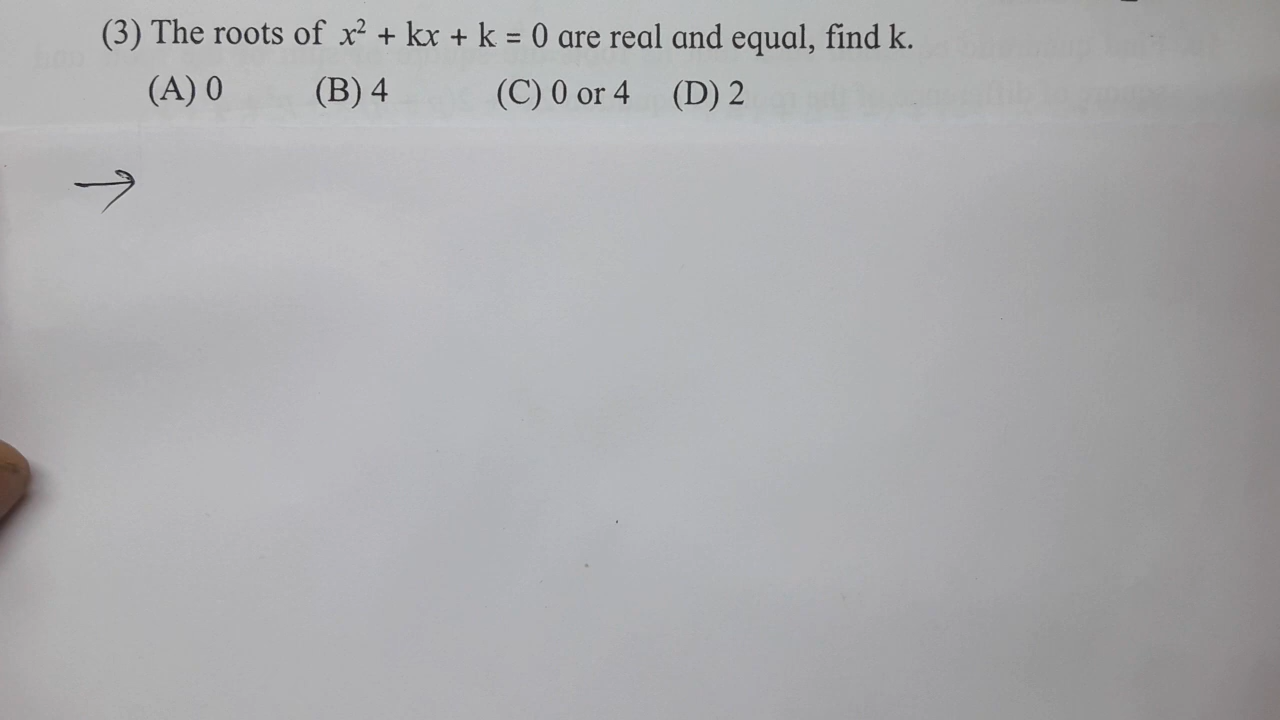 (3) The roots of x² + kx + k = 0 are real and equal, find k.
(A) 0 (B) 4 (C) 0 or 4 (D) 2
→